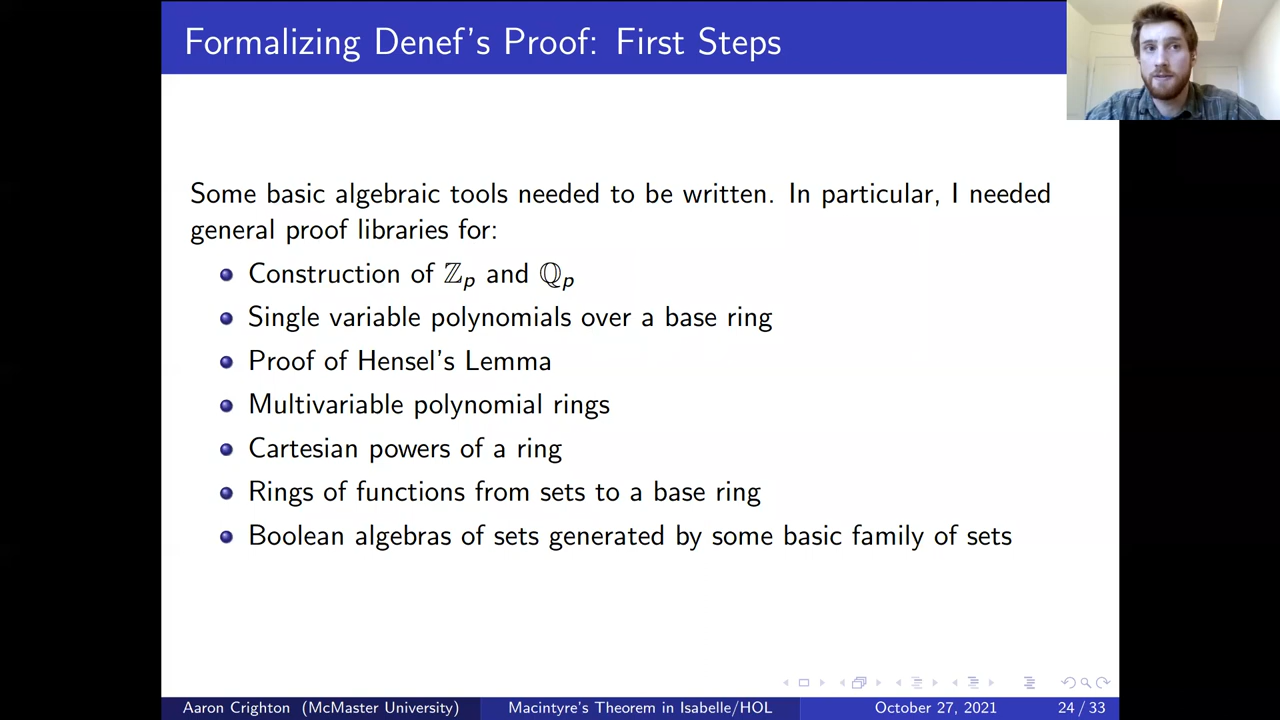 Formalizing Denef's Proof: First Steps
Some basic algebraic tools needed to be written. In particular, I needed
general proof libraries for:
Construction of ℤp and ℚp
Single variable polynomials over a base ring
Proof of Hensel's Lemma
Multivariable polynomial rings
Cartesian powers of a ring
Rings of functions from sets to a base ring
Boolean algebras of sets generated by some basic family of sets
Aaron Crighton (McMaster University) Macintyre's Theorem in Isabelle/HOL October 27, 2021 24 / 33